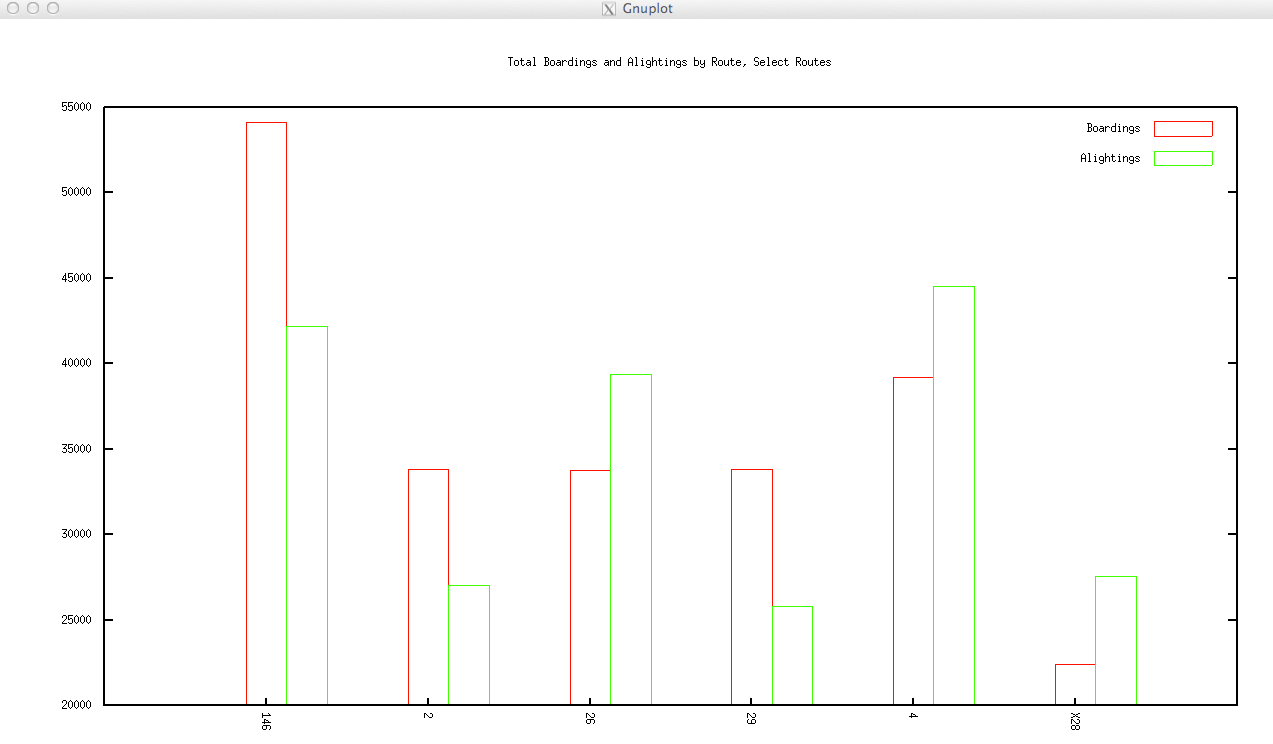 Gnuplot
Total Boardings and Alightings by Route, Select Routes
55000
50000
45000
40000
35000
30000
25000
20000
Boardings
Alightings
146
2
26
29
4
X28